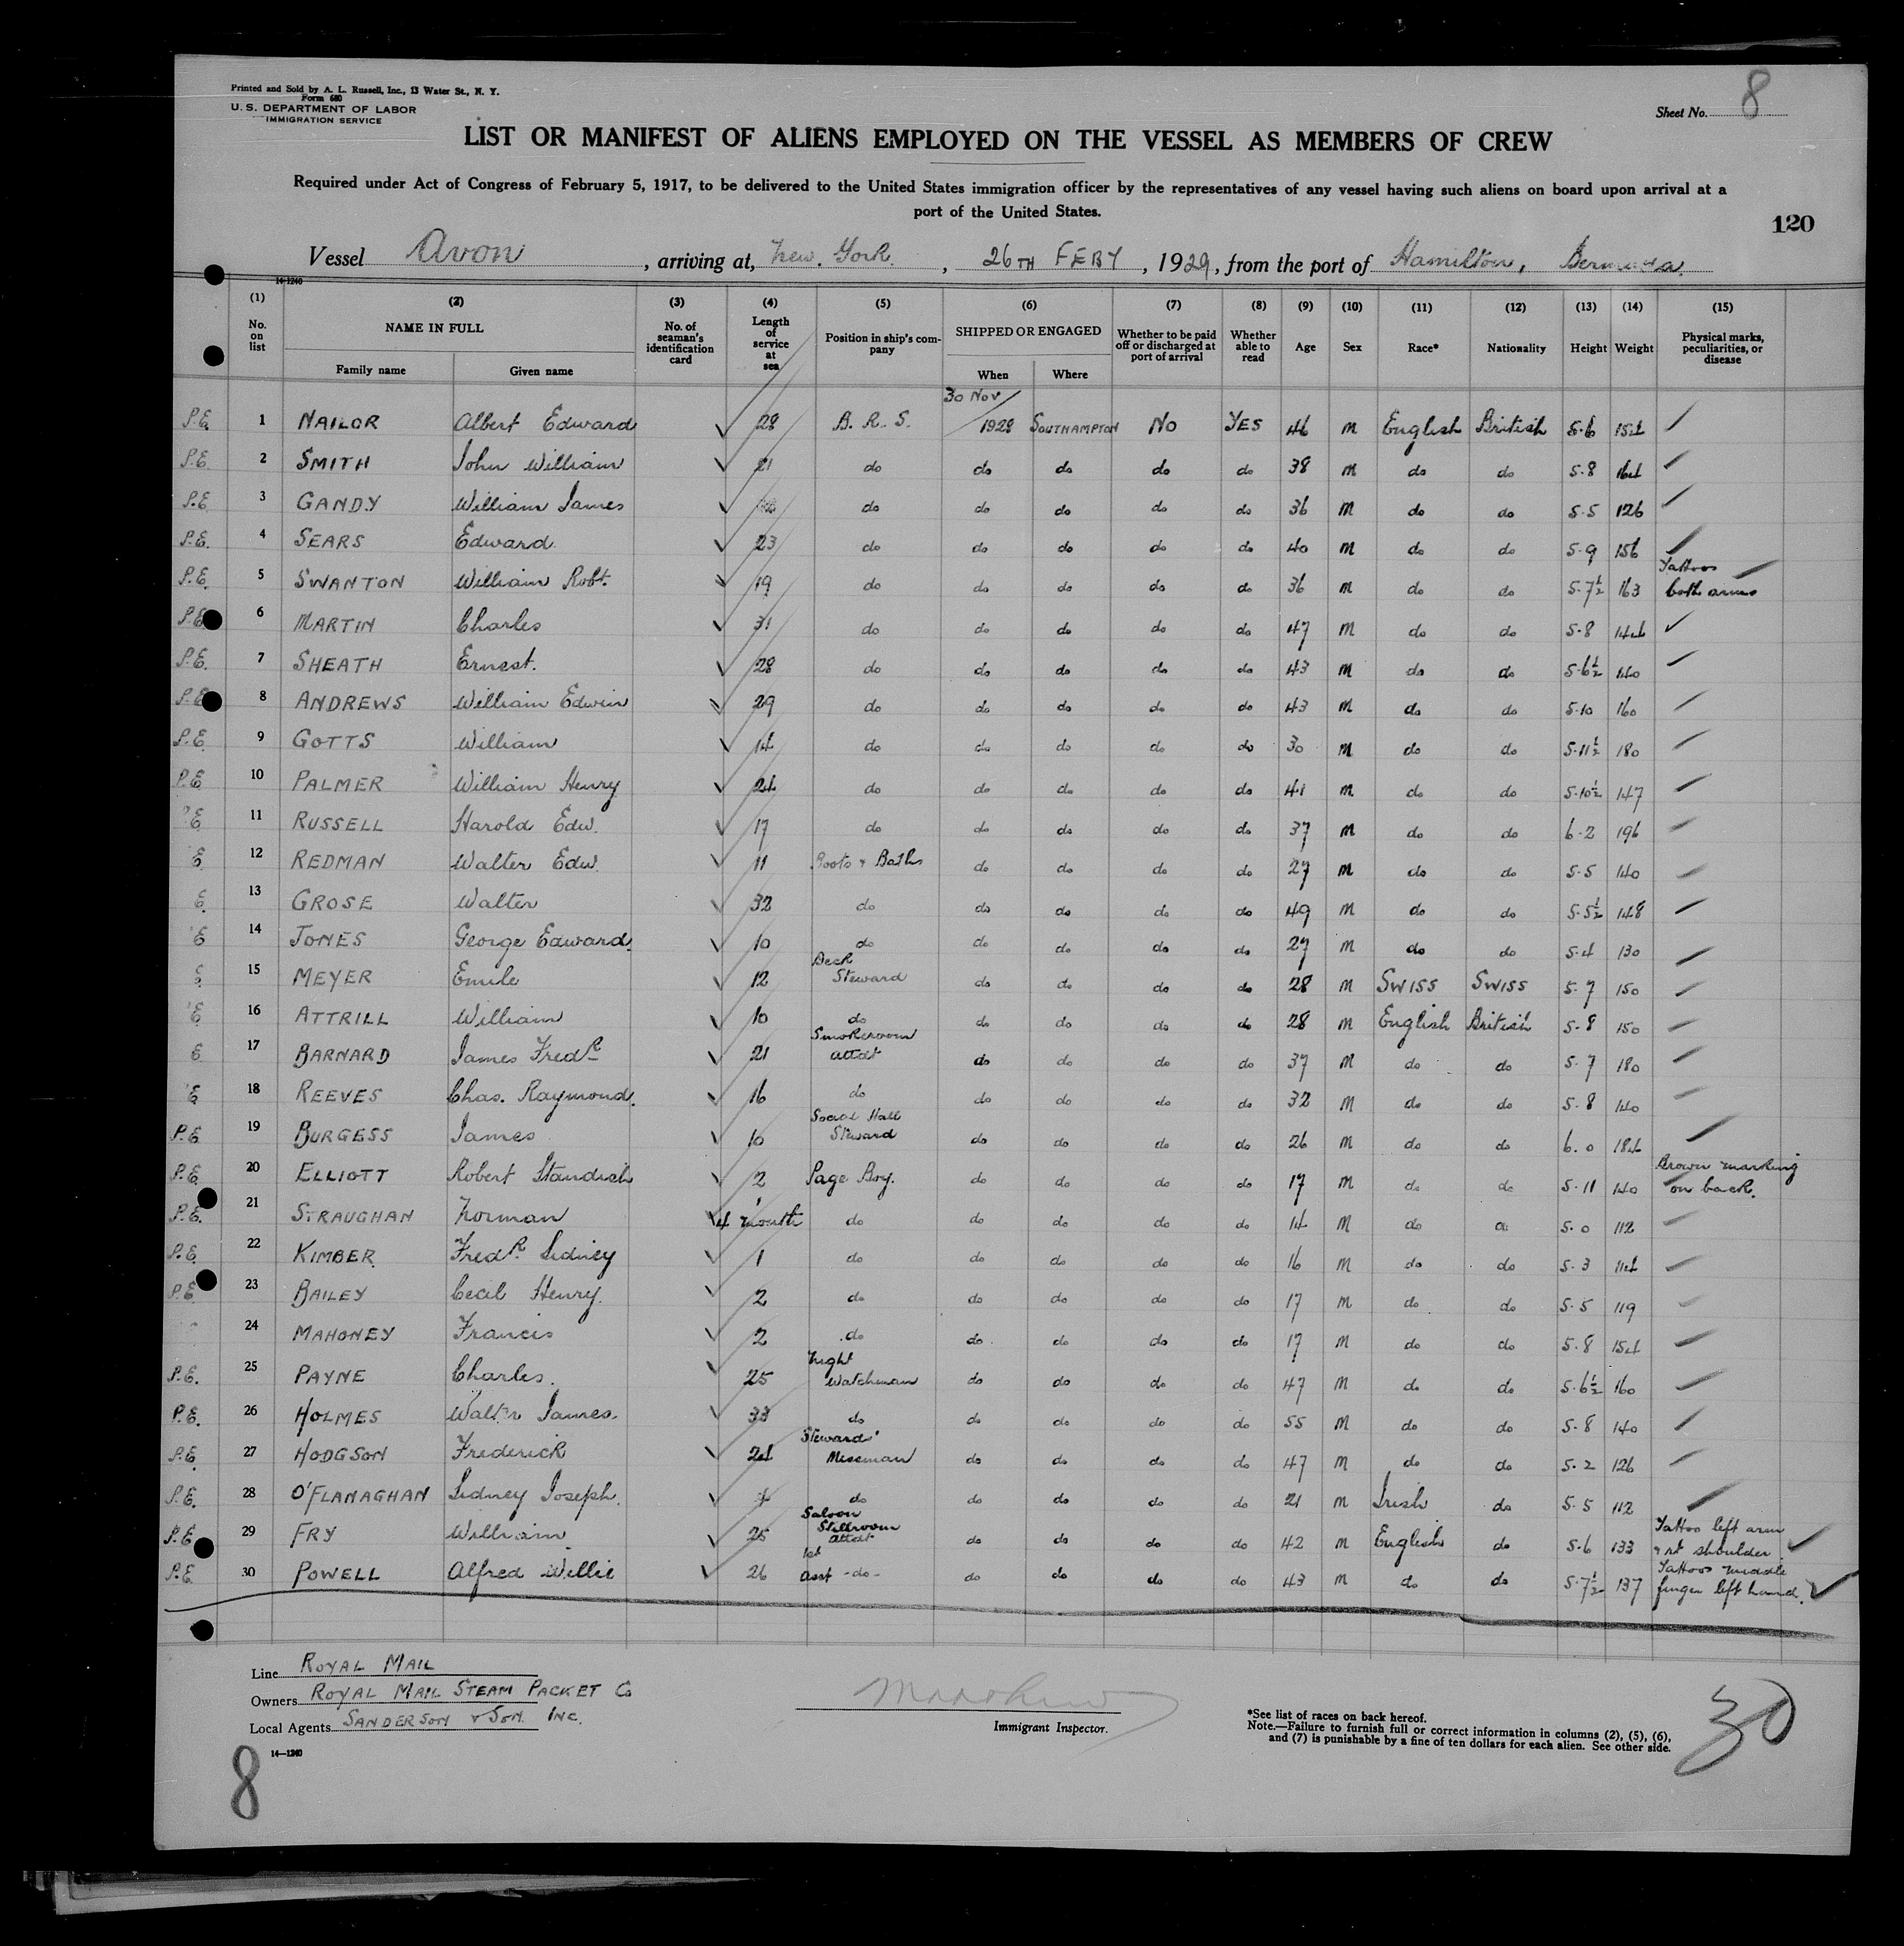 Printed and Sold by A. L. Russell, Inc., 13 Water St., N. Y.
Form 680
U. S. DEPARTMENT OF LABOR
IMMIGRATION SERVICE
Sheet No. 8
LIST OR MANIFEST OF ALIENS EMPLOYED ON THE VESSEL AS MEMBERS OF CREW
Required under Act of Congress of February 5, 1917, to be delivered to the United States immigration officer by the representatives of any vessel having such aliens on board upon arrival at a
port of the United States.
120
Vessel Avon, arriving at, New York, 26TH FEBY, 1929, from the port of Hamilton, Bermuda.
14-1240
(1) No. on list (2) NAME IN FULL Family name Given name (3) No. of seaman's identification card (4) Length of service at sea (5) Position in ship's company (6) SHIPPED OR ENGAGED When Where (7) Whether to be paid off or discharged at port of arrival (8) Whether able to read (9) Age (10) Sex (11) Race* (12) Nationality (13) Height (14) Weight (15) Physical marks, peculiarities, or disease
P.E. 1 NAILOR Albert Edward 28 B. R. S. 30 Nov / 1928 SOUTHAMPTON NO YES 46 M English British 5.6 154
P.E. 2 SMITH John William 21 do do do do do 38 M do do 5.8 164
P.E. 3 GANDY William James do do do do do 36 M do do 5.5 126
P.E. 4 SEARS Edward 23 do do do do do 40 M do do 5.9 156
P.E. 5 SWANTON William Robt. 19 do do do do do 36 M do do 5.7½ 163 Tattoos both arms
P.E. 6 MARTIN Charles 31 do do do do do 47 M do do 5.8 144
P.E. 7 SHEATH Ernest. 28 do do do do do 43 M do do 5.6½ 140
P.E. 8 ANDREWS William Edwin 29 do do do do do 43 M do do 5.10 160
P.E. 9 GOTTS William 14 do do do do do 30 M do do 5.11½ 180
P.E. 10 PALMER William Henry 24 do do do do do 41 M do do 5.10½ 147
E. 11 RUSSELL Harold Edw. 17 do do do do do 37 M do do 6.2 196
E. 12 REDMAN Walter Edw. 11 Boots & Baths do do do do 27 M do do 5.5 140
E. 13 GROSE Walter 32 do do do do do 49 M do do 5.5½ 148
E 14 JONES George Edward. 10 do do do do do 27 M do do 5.4 130
E 15 MEYER Emile 12 Deck Steward do do do do 28 M SWISS SWISS 5.7 150
E 16 ATTRILL William 10 do do do do do 28 M English British 5.8 150
E 17 BARNARD James Fredk 21 Smokeroom attdt do do do do 37 M do do 5.7 180
E 18 REEVES Chas. Raymond. 16 do do do do do 32 M do do 5.8 140
P.E. 19 BURGESS James 10 Social Hall Steward do do do do 26 M do do 6.0 184
P.E. 20 ELLIOTT Robert Standish 2 Page Boy. do do do do 17 M do do 5.11 140 Brown marking on back.
P.E. 21 STRAUGHAN Norman 4 month do do do do do 14 M do do 5.0 112
P.E. 22 KIMBER Fredk Sidney 1 do do do do do 16 M do do 5.3 114
P.E. 23 BAILEY Cecil Henry. 2 do do do do do 17 M do do 5.5 119
24 MAHONEY Francis 2 do do do do do 17 M do do 5.8 154
P.E. 25 PAYNE Charles. 25 Night Watchman do do do do 47 M do do 5.6½ 160
P.E. 26 HOLMES Walter James. 33 do do do do do 55 M do do 5.8 140
P.E. 27 HODGSON Frederick 24 Stewards' Messman do do do do 47 M do do 5.2 126
P.E. 28 O'FLANAGHAN Sidney Joseph. do do do do do 21 M Irish do 5.5 112
P.E. 29 FRY William 25 Saloon Stillroom attdt do do do do 42 M English do 5.6 133 Tattoo left arm & rt shoulder
P.E. 30 POWELL Alfred Willie 26 1st asst -do- do do do do 43 M do do 5.7½ 137 Tattoos middle finger left hand.
Line ROYAL MAIL
Owners ROYAL MAIL STEAM PACKET Co
Local Agents SANDERSON & SON. INC.
Immigrant Inspector.
*See list of races on back hereof.
Note.—Failure to furnish full or correct information in columns (2), (5), (6),
and (7) is punishable by a fine of ten dollars for each alien. See other side.
30
14—1240
8